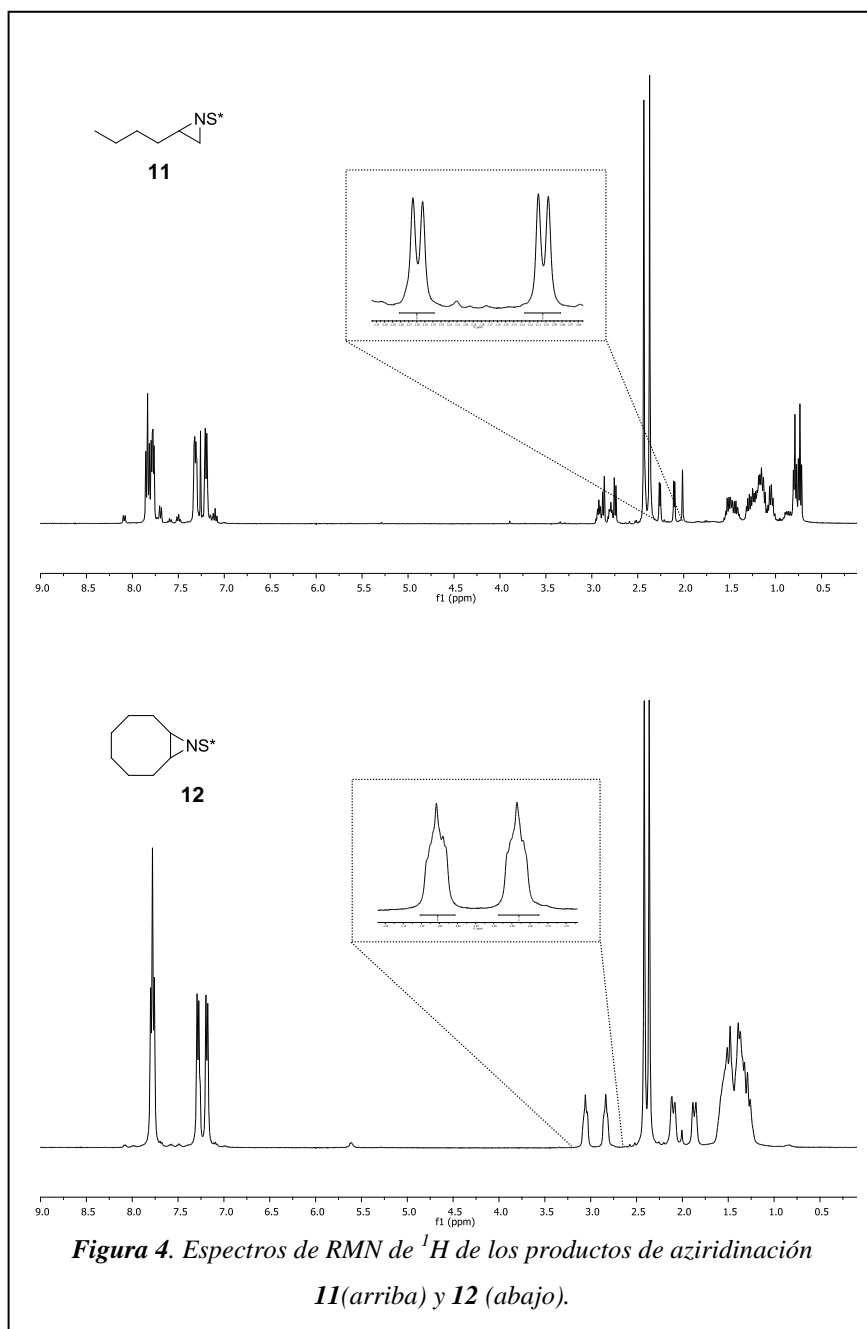 NS*
11
9.0 8.5 8.0 7.5 7.0 6.5 6.0 5.5 5.0 4.5 4.0 3.5 3.0 2.5 2.0 1.5 1.0 0.5
f1 (ppm)
NS*
12
9.0 8.5 8.0 7.5 7.0 6.5 6.0 5.5 5.0 4.5 4.0 3.5 3.0 2.5 2.0 1.5 1.0 0.5
f1 (ppm)
Figura 4. Espectros de RMN de ¹H de los productos de aziridinación
11(arriba) y 12 (abajo).